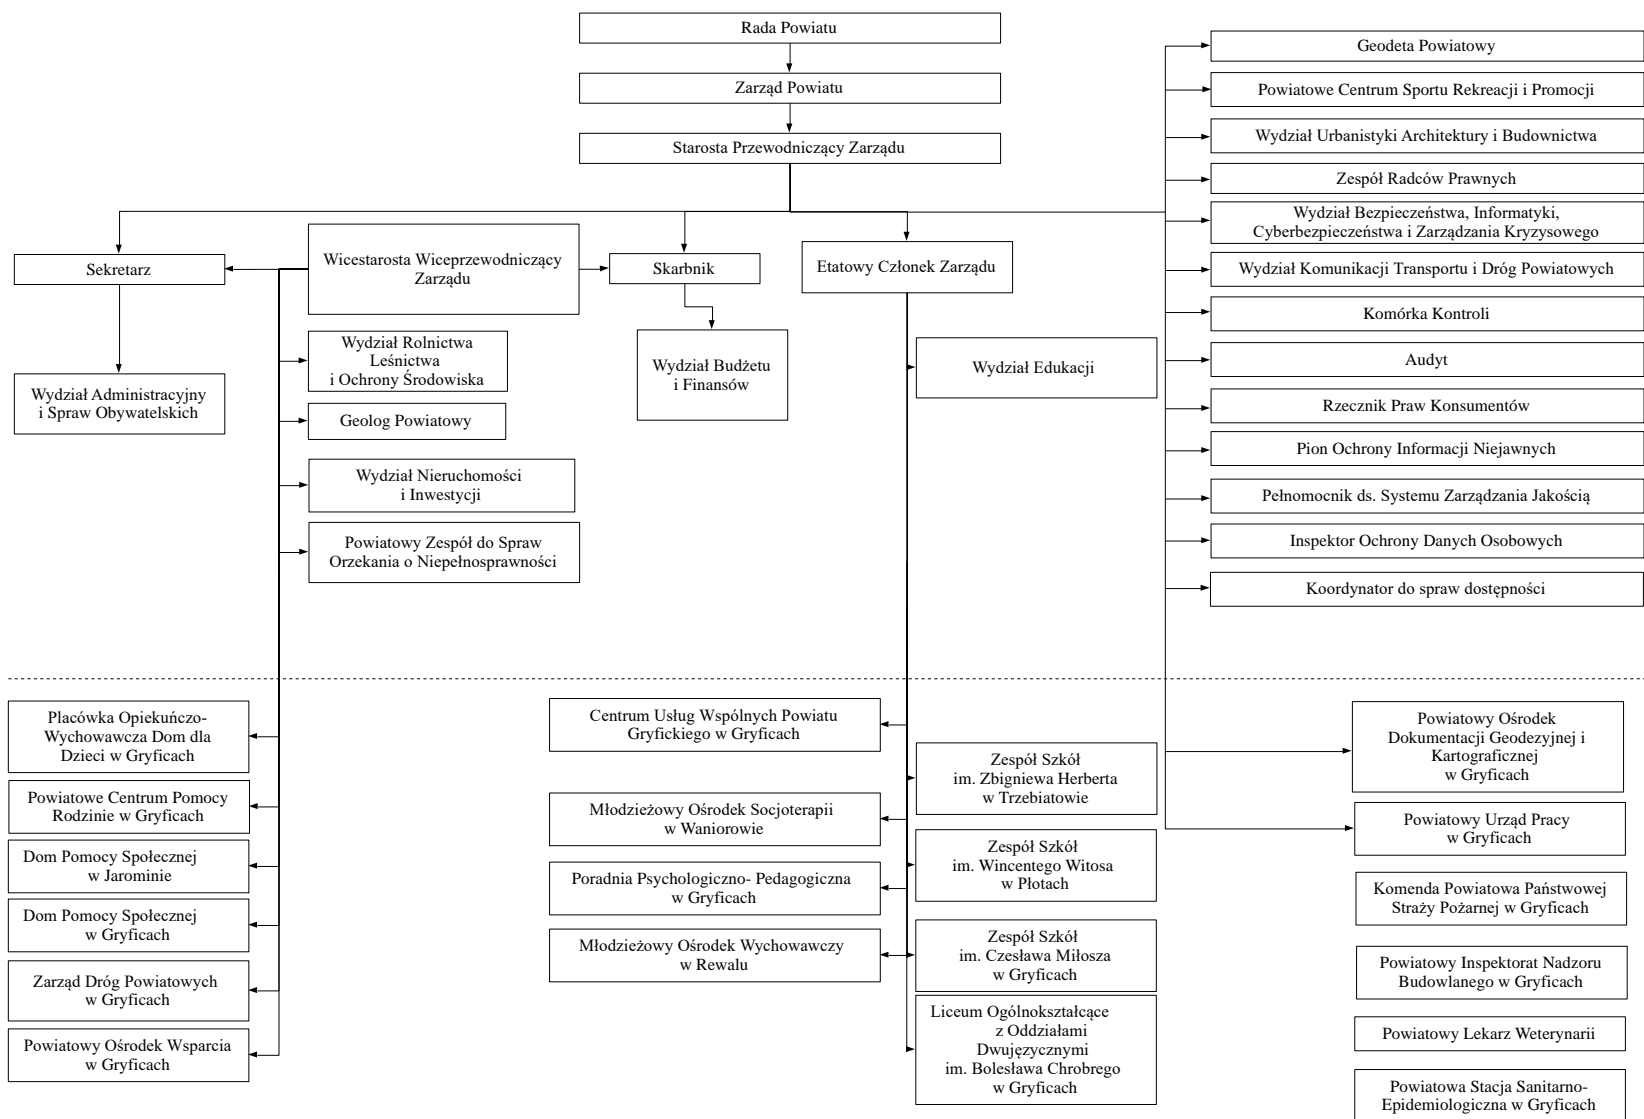 Rada Powiatu
Zarząd Powiatu
Starosta Przewodniczący Zarządu
Geodeta Powiatowy
Powiatowe Centrum Sportu Rekreacji i Promocji
Wydział Urbanistyki Architektury i Budownictwa
Zespół Radców Prawnych
Wydział Bezpieczeństwa, Informatyki,
Cyberbezpieczeństwa i Zarządzania Kryzysowego
Wydział Komunikacji Transportu i Dróg Powiatowych
Komórka Kontroli
Audyt
Rzecznik Praw Konsumentów
Pion Ochrony Informacji Niejawnych
Pełnomocnik ds. Systemu Zarządzania Jakością
Inspektor Ochrony Danych Osobowych
Koordynator do spraw dostępności
Sekretarz
Wicestarosta Wiceprzewodniczący
Zarządu
Skarbnik
Etatowy Członek Zarządu
Wydział Administracyjny
i Spraw Obywatelskich
Wydział Rolnictwa
Leśnictwa
i Ochrony Środowiska
Geolog Powiatowy
Wydział Nieruchomości
i Inwestycji
Powiatowy Zespół do Spraw
Orzekania o Niepełnosprawności
Wydział Budżetu
i Finansów
Wydział Edukacji
Placówka Opiekuńczo-
Wychowawcza Dom dla
Dzieci w Gryficach
Powiatowe Centrum Pomocy
Rodzinie w Gryficach
Dom Pomocy Społecznej
w Jarominie
Dom Pomocy Społecznej
w Gryficach
Zarząd Dróg Powiatowych
w Gryficach
Powiatowy Ośrodek Wsparcia
w Gryficach
Centrum Usług Wspólnych Powiatu
Gryfickiego w Gryficach
Młodzieżowy Ośrodek Socjoterapii
w Waniorowie
Poradnia Psychologiczno- Pedagogiczna
w Gryficach
Młodzieżowy Ośrodek Wychowawczy
w Rewalu
Zespół Szkół
im. Zbigniewa Herberta
w Trzebiatowie
Zespół Szkół
im. Wincentego Witosa
w Płotach
Zespół Szkół
im. Czesława Miłosza
w Gryficach
Liceum Ogólnokształcące
z Oddziałami
Dwujęzycznymi
im. Bolesława Chrobrego
w Gryficach
Powiatowy Ośrodek
Dokumentacji Geodezyjnej i
Kartograficznej
w Gryficach
Powiatowy Urząd Pracy
w Gryficach
Komenda Powiatowa Państwowej
Straży Pożarnej w Gryficach
Powiatowy Inspektorat Nadzoru
Budowlanego w Gryficach
Powiatowy Lekarz Weterynarii
Powiatowa Stacja Sanitarno-
Epidemiologiczna w Gryficach